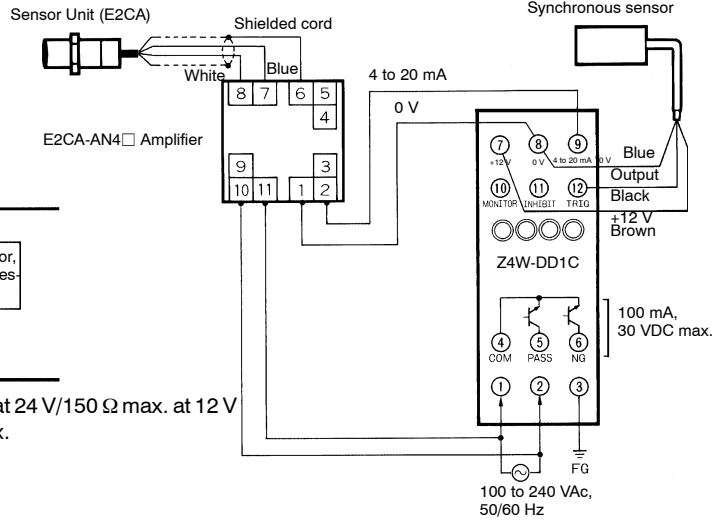 Sensor Unit (E2CA)
Synchronous sensor
Shielded cord
White
Blue
4 to 20 mA
0 V
8 7 6 5
4
E2CA-AN4□ Amplifier
9 3
10 11 1 2
7 8 9
+12 V 0 V 4 to 20 mA 0 V
Blue
Output
Black
+12 V
Brown
10 11 12
MONITOR INHIBIT TRIG
Z4W-DD1C
or,
es-
100 mA,
30 VDC max.
4 5 6
COM PASS NG
1 2 3
at 24 V/150 Ω max. at 12 V
x.
FG
100 to 240 VAc,
50/60 Hz